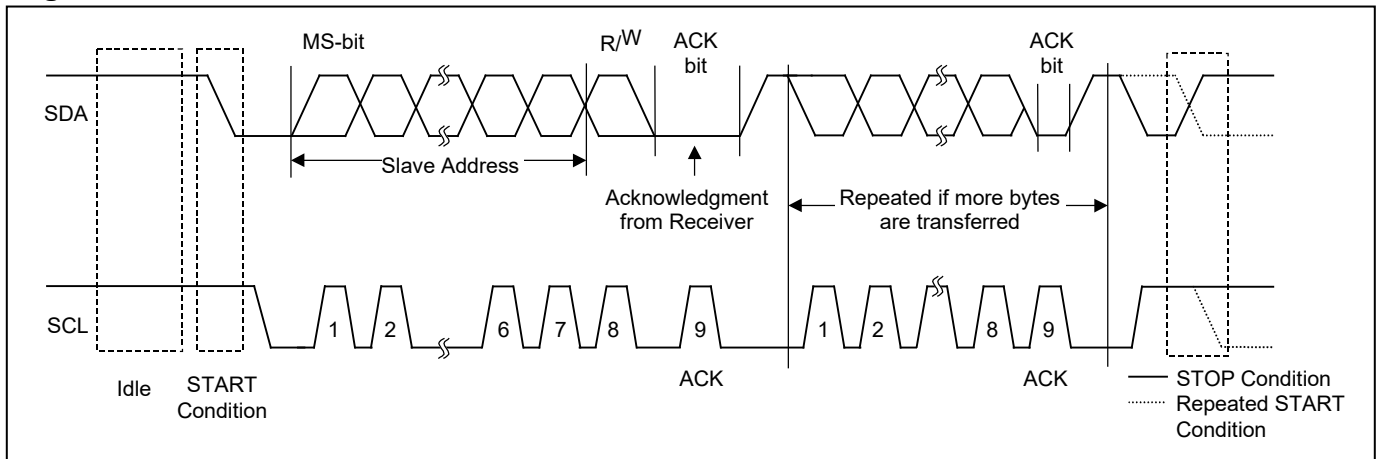 MS-bit
R/W
ACK
bit
ACK
bit
SDA
Slave Address
Acknowledgment
from Receiver
Repeated if more bytes
are transferred
SCL
1 2 6 7 8 9 1 2 8 9
Idle
START
Condition
ACK
ACK
STOP Condition
Repeated START
Condition